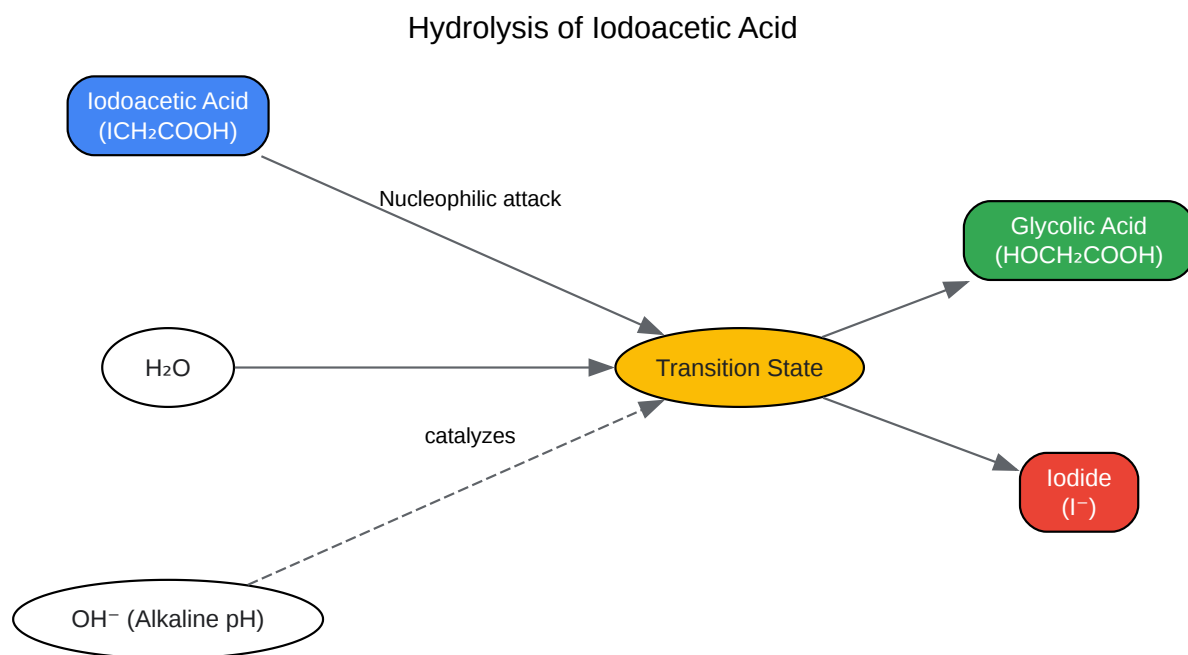 Hydrolysis of Iodoacetic Acid
Iodoacetic Acid
(ICH₂COOH)
Nucleophilic attack
Glycolic Acid
(HOCH₂COOH)
H₂O
Transition State
catalyzes
Iodide
(I⁻)
OH⁻ (Alkaline pH)